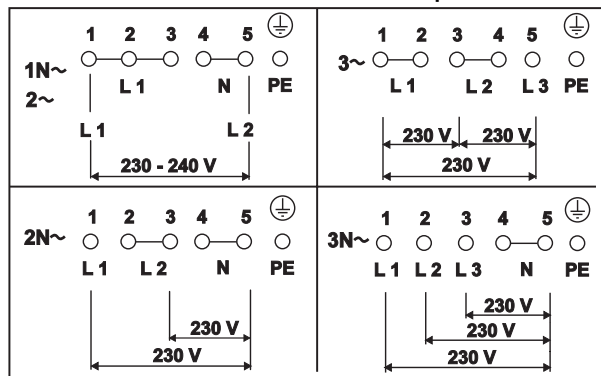 1 2 3 4 5
1N~
2~
L 1 N PE
L 1 L 2
230 - 240 V
1 2 3 4 5
3~
L 1 L 2 L 3 PE
230 V 230 V
230 V
1 2 3 4 5
2N~
L 1 L 2 N PE
230 V
230 V
1 2 3 4 5
3N~
L 1 L 2 L 3 N PE
230 V
230 V
230 V